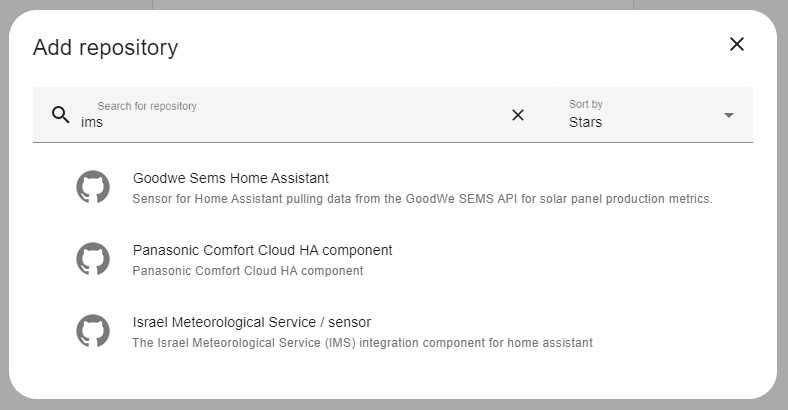 Add repository
Search for repository
ims
Sort by
Stars
Goodwe Sems Home Assistant
Sensor for Home Assistant pulling data from the GoodWe SEMS API for solar panel production metrics.
Panasonic Comfort Cloud HA component
Panasonic Comfort Cloud HA component
Israel Meteorological Service / sensor
The Israel Meteorological Service (IMS) integration component for home assistant